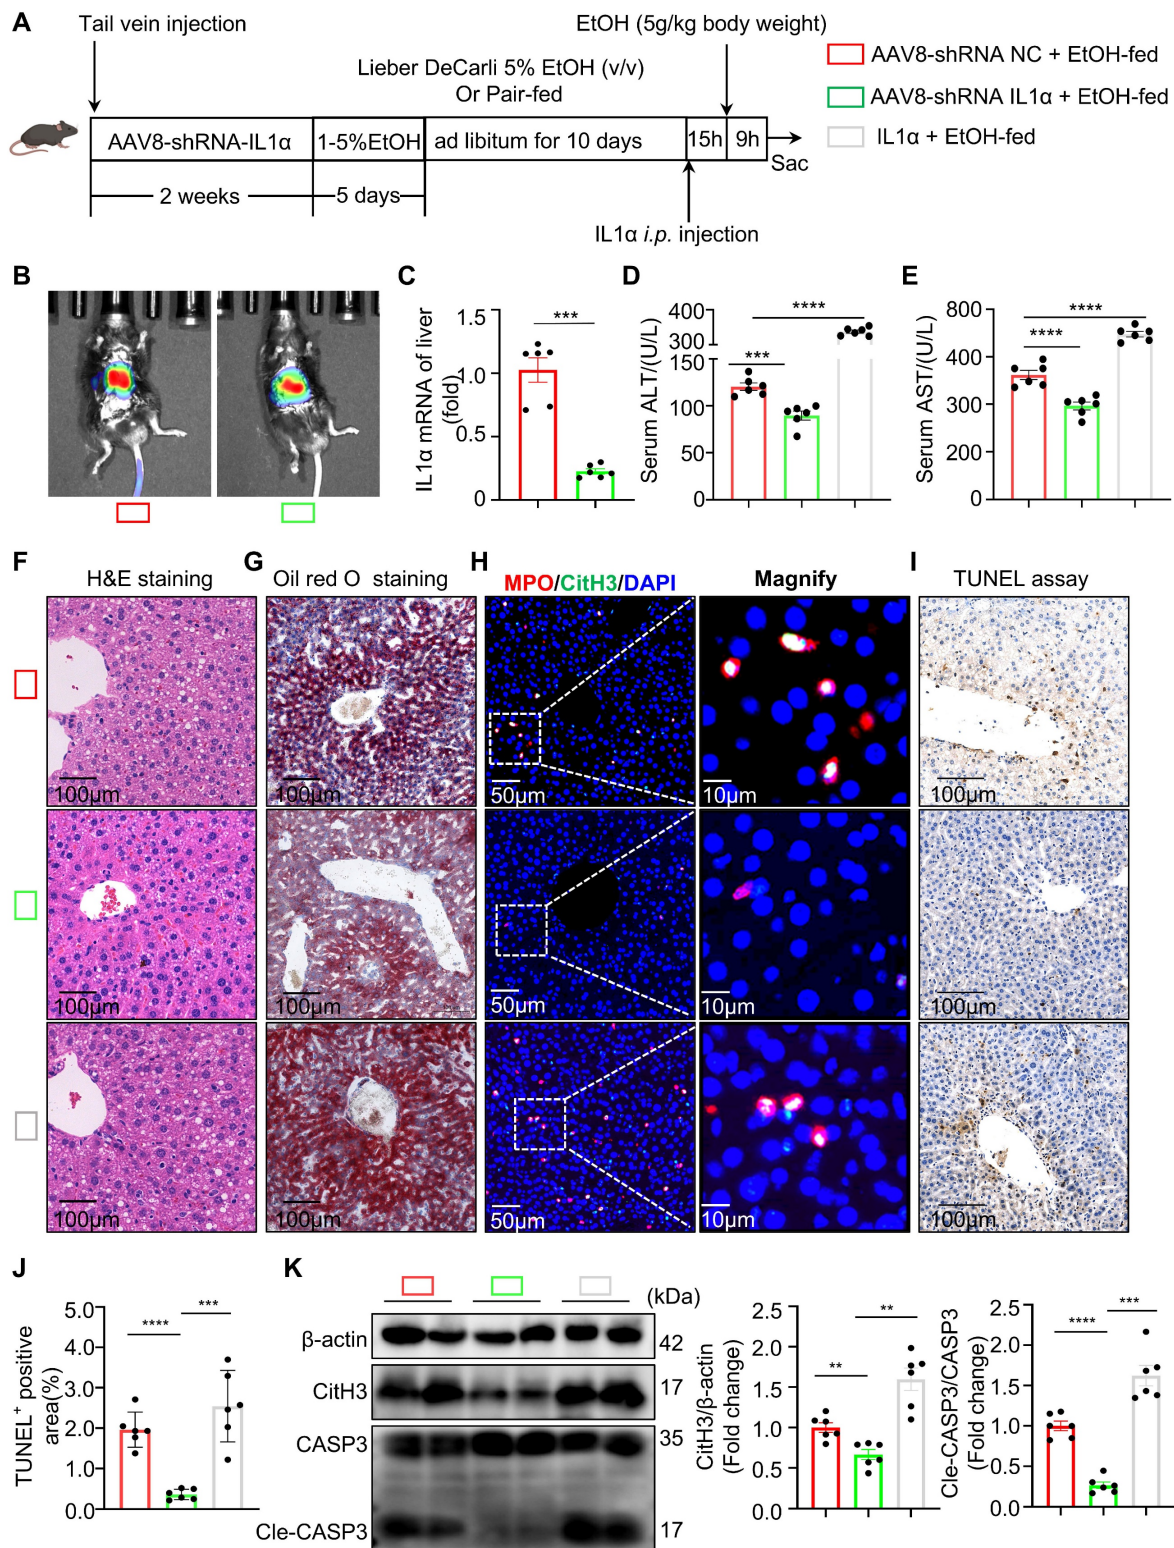 A
Tail vein injection
EtOH (5g/kg body weight)
Lieber DeCarli 5% EtOH (v/v)
Or Pair-fed
AAV8-shRNA-IL1α
1-5%EtOH
ad libitum for 10 days
15h
9h
Sac
2 weeks
5 days
IL1α i.p. injection
AAV8-shRNA NC + EtOH-fed
AAV8-shRNA IL1α + EtOH-fed
IL1α + EtOH-fed
B
C
IL1α mRNA of liver
(fold)
1.5
1.0
0.5
0
***
D
Serum ALT/(U/L)
400
300
150
100
50
0
***
****
E
Serum AST/(U/L)
800
400
300
200
0
****
****
F
H&E staining
100μm
100μm
100μm
G
Oil red O staining
100μm
100μm
100μm
H
MPO/CitH3/DAPI
Magnify
50μm
10μm
50μm
10μm
50μm
10μm
I
TUNEL assay
100μm
100μm
100μm
J
TUNEL+ positive
area(%)
5.0
4.0
3.0
2.0
1.0
0.0
****
***
K
(kDa)
β-actin
42
CitH3
17
CASP3
35
Cle-CASP3
17
CitH3/β-actin
(Fold change)
2.5
2.0
1.5
1.0
0.5
0.0
**
**
Cle-CASP3/CASP3
(Fold change)
2.5
2.0
1.5
1.0
0.5
0.0
****
***